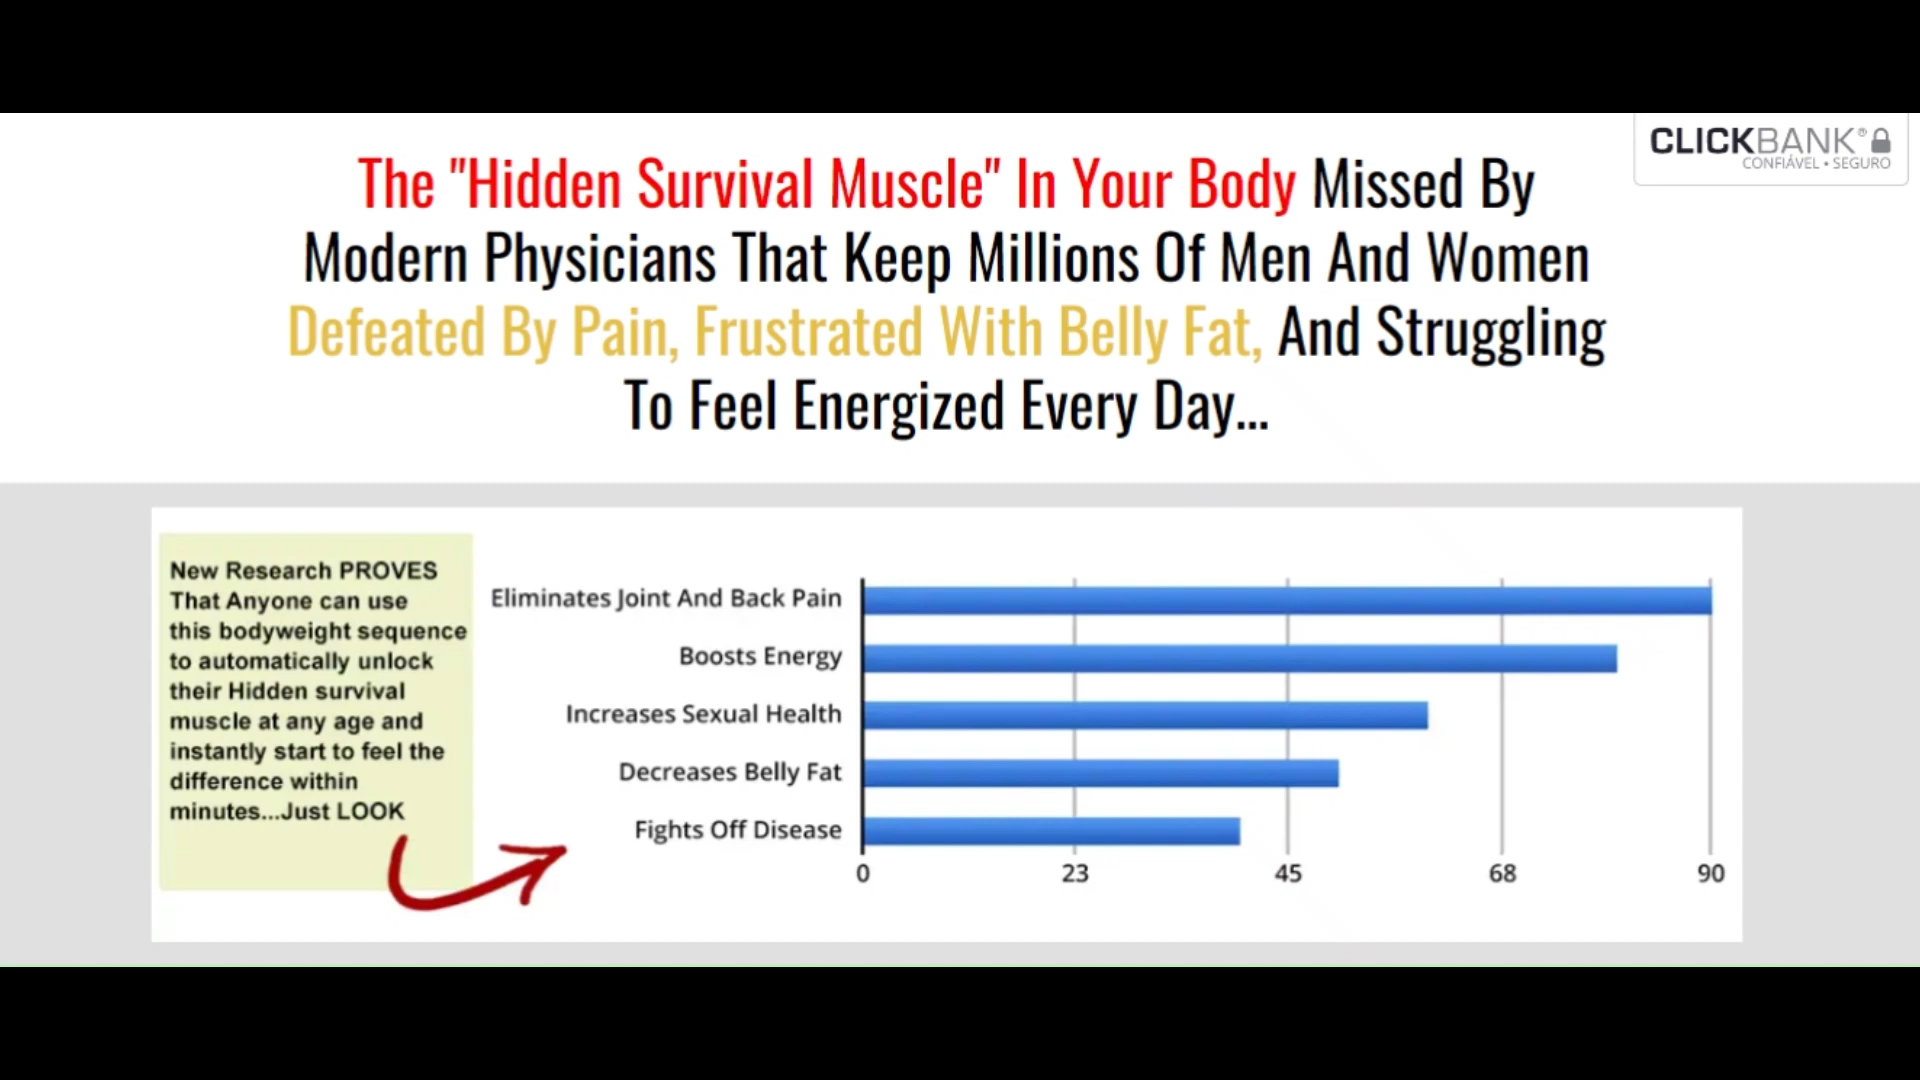 CLICKBANK®
CONFIÁVEL • SEGURO
The "Hidden Survival Muscle" In Your Body Missed By
Modern Physicians That Keep Millions Of Men And Women
Defeated By Pain, Frustrated With Belly Fat, And Struggling
To Feel Energized Every Day...
New Research PROVES
That Anyone can use
this bodyweight sequence
to automatically unlock
their Hidden survival
muscle at any age and
instantly start to feel the
difference within
minutes...Just LOOK
Eliminates Joint And Back Pain
Boosts Energy
Increases Sexual Health
Decreases Belly Fat
Fights Off Disease
0 23 45 68 90